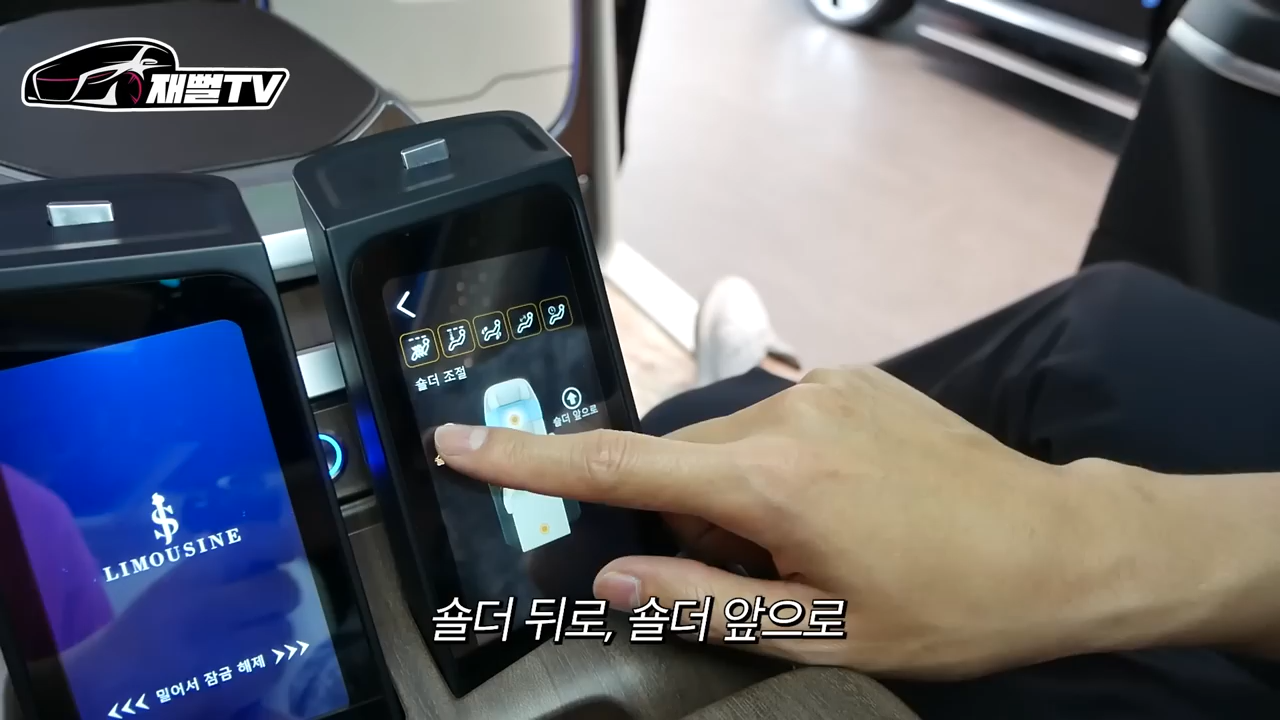 재뻘TV
숄더 조절
숄더 앞으로
LIMOUSINE
<<< 밀어서 잠금 해제 >>>
숄더 뒤로, 숄더 앞으로